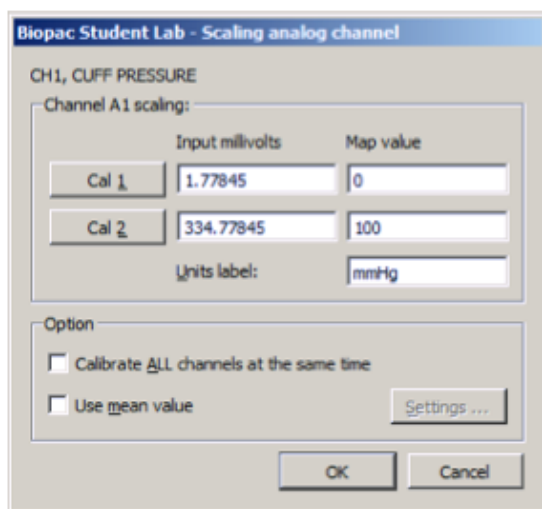 Biopac Student Lab - Scaling analog channel
CH1, CUFF PRESSURE
Channel A1 scaling:
Input millivolts Map value
Cal 1 1.77845 0
Cal 2 334.77845 100
Units label: mmHg
Option
Calibrate ALL channels at the same time
Use mean value Settings ...
OK Cancel